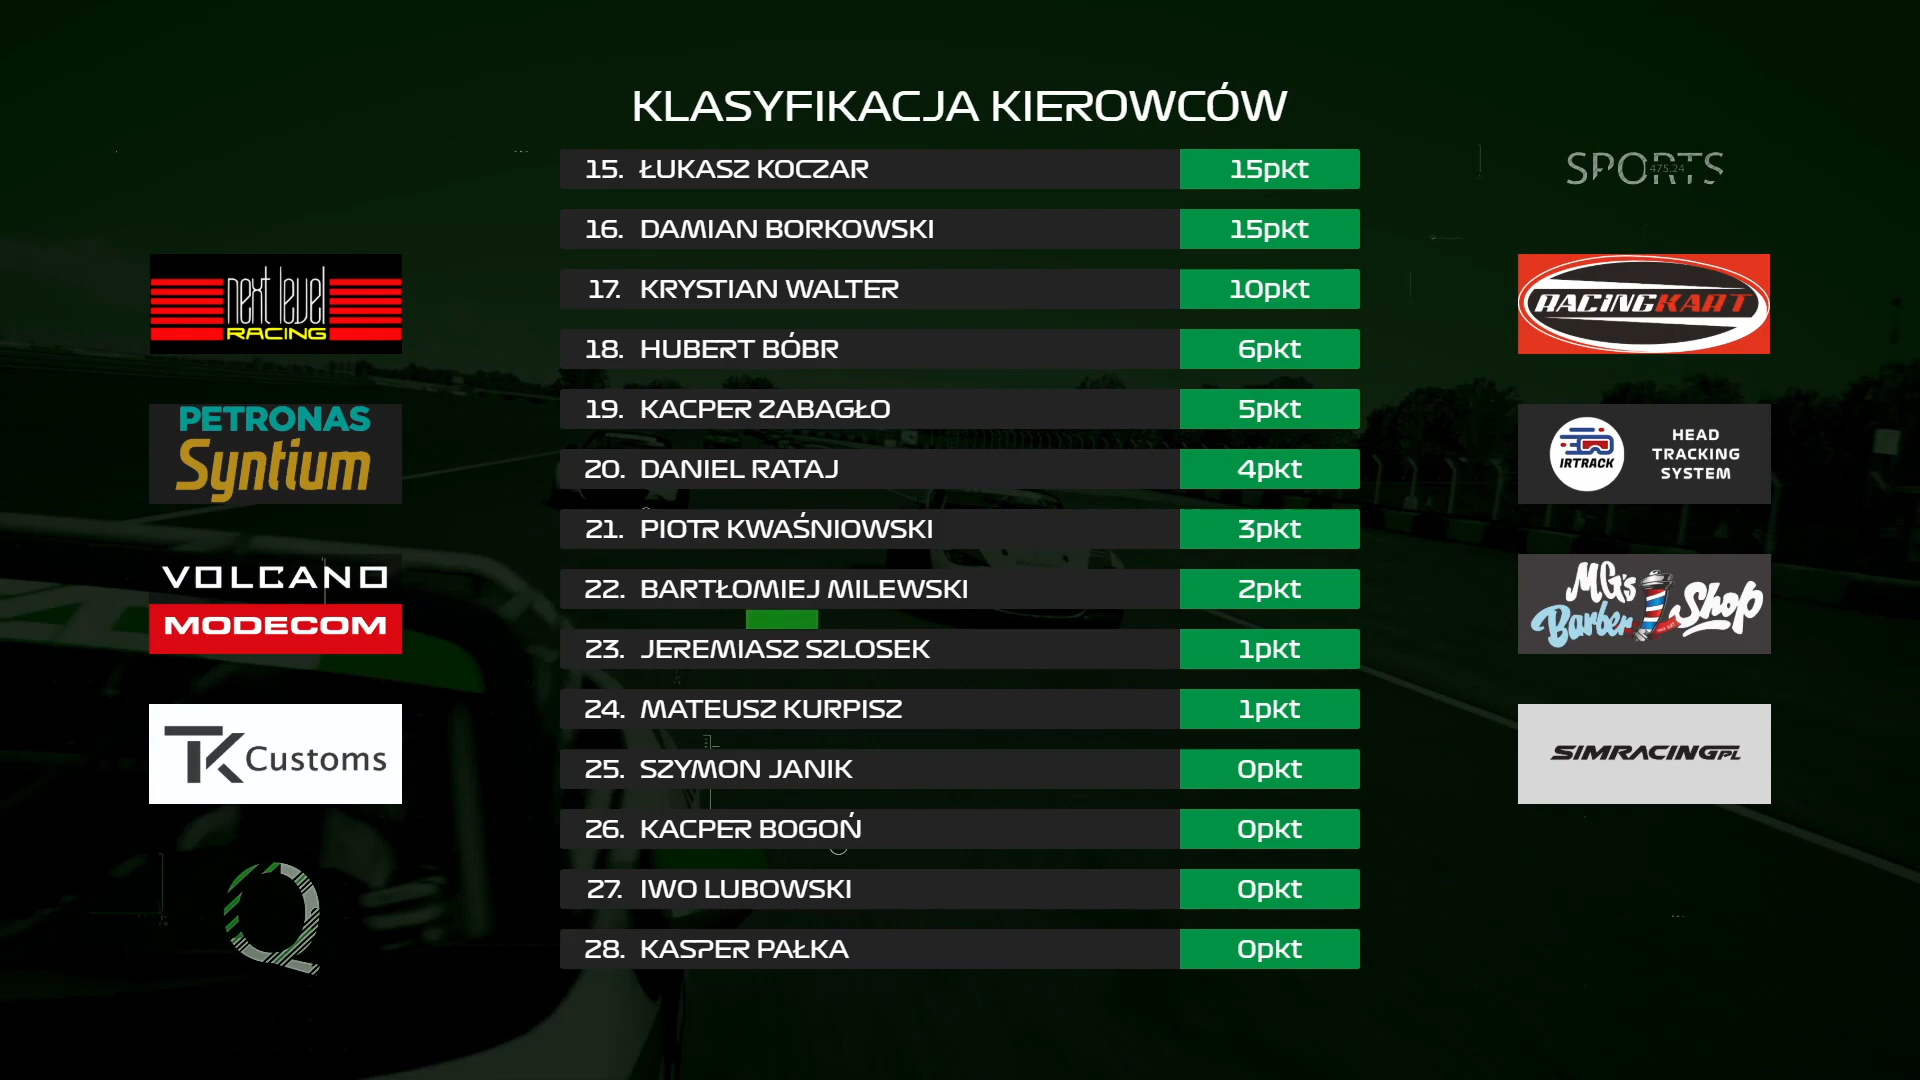 KLASYFIKACJA KIEROWCÓW
15. ŁUKASZ KOCZAR 15pkt
16. DAMIAN BORKOWSKI 15pkt
17. KRYSTIAN WALTER 10pkt
18. HUBERT BÓBR 6pkt
19. KACPER ZABAGŁO 5pkt
20. DANIEL RATAJ 4pkt
21. PIOTR KWAŚNIOWSKI 3pkt
22. BARTŁOMIEJ MILEWSKI 2pkt
23. JEREMIASZ SZLOSEK 1pkt
24. MATEUSZ KURPISZ 1pkt
25. SZYMON JANIK 0pkt
26. KACPER BOGOŃ 0pkt
27. IWO LUBOWSKI 0pkt
28. KASPER PAŁKA 0pkt
next level
RACING
PETRONAS
Syntium
VOLCANO
MODECOM
TK Customs
Q
SPORTS
475.24
RACINGKART
IRTRACK
HEAD
TRACKING
SYSTEM
MG's
Barber Shop
SIMRACINGPL